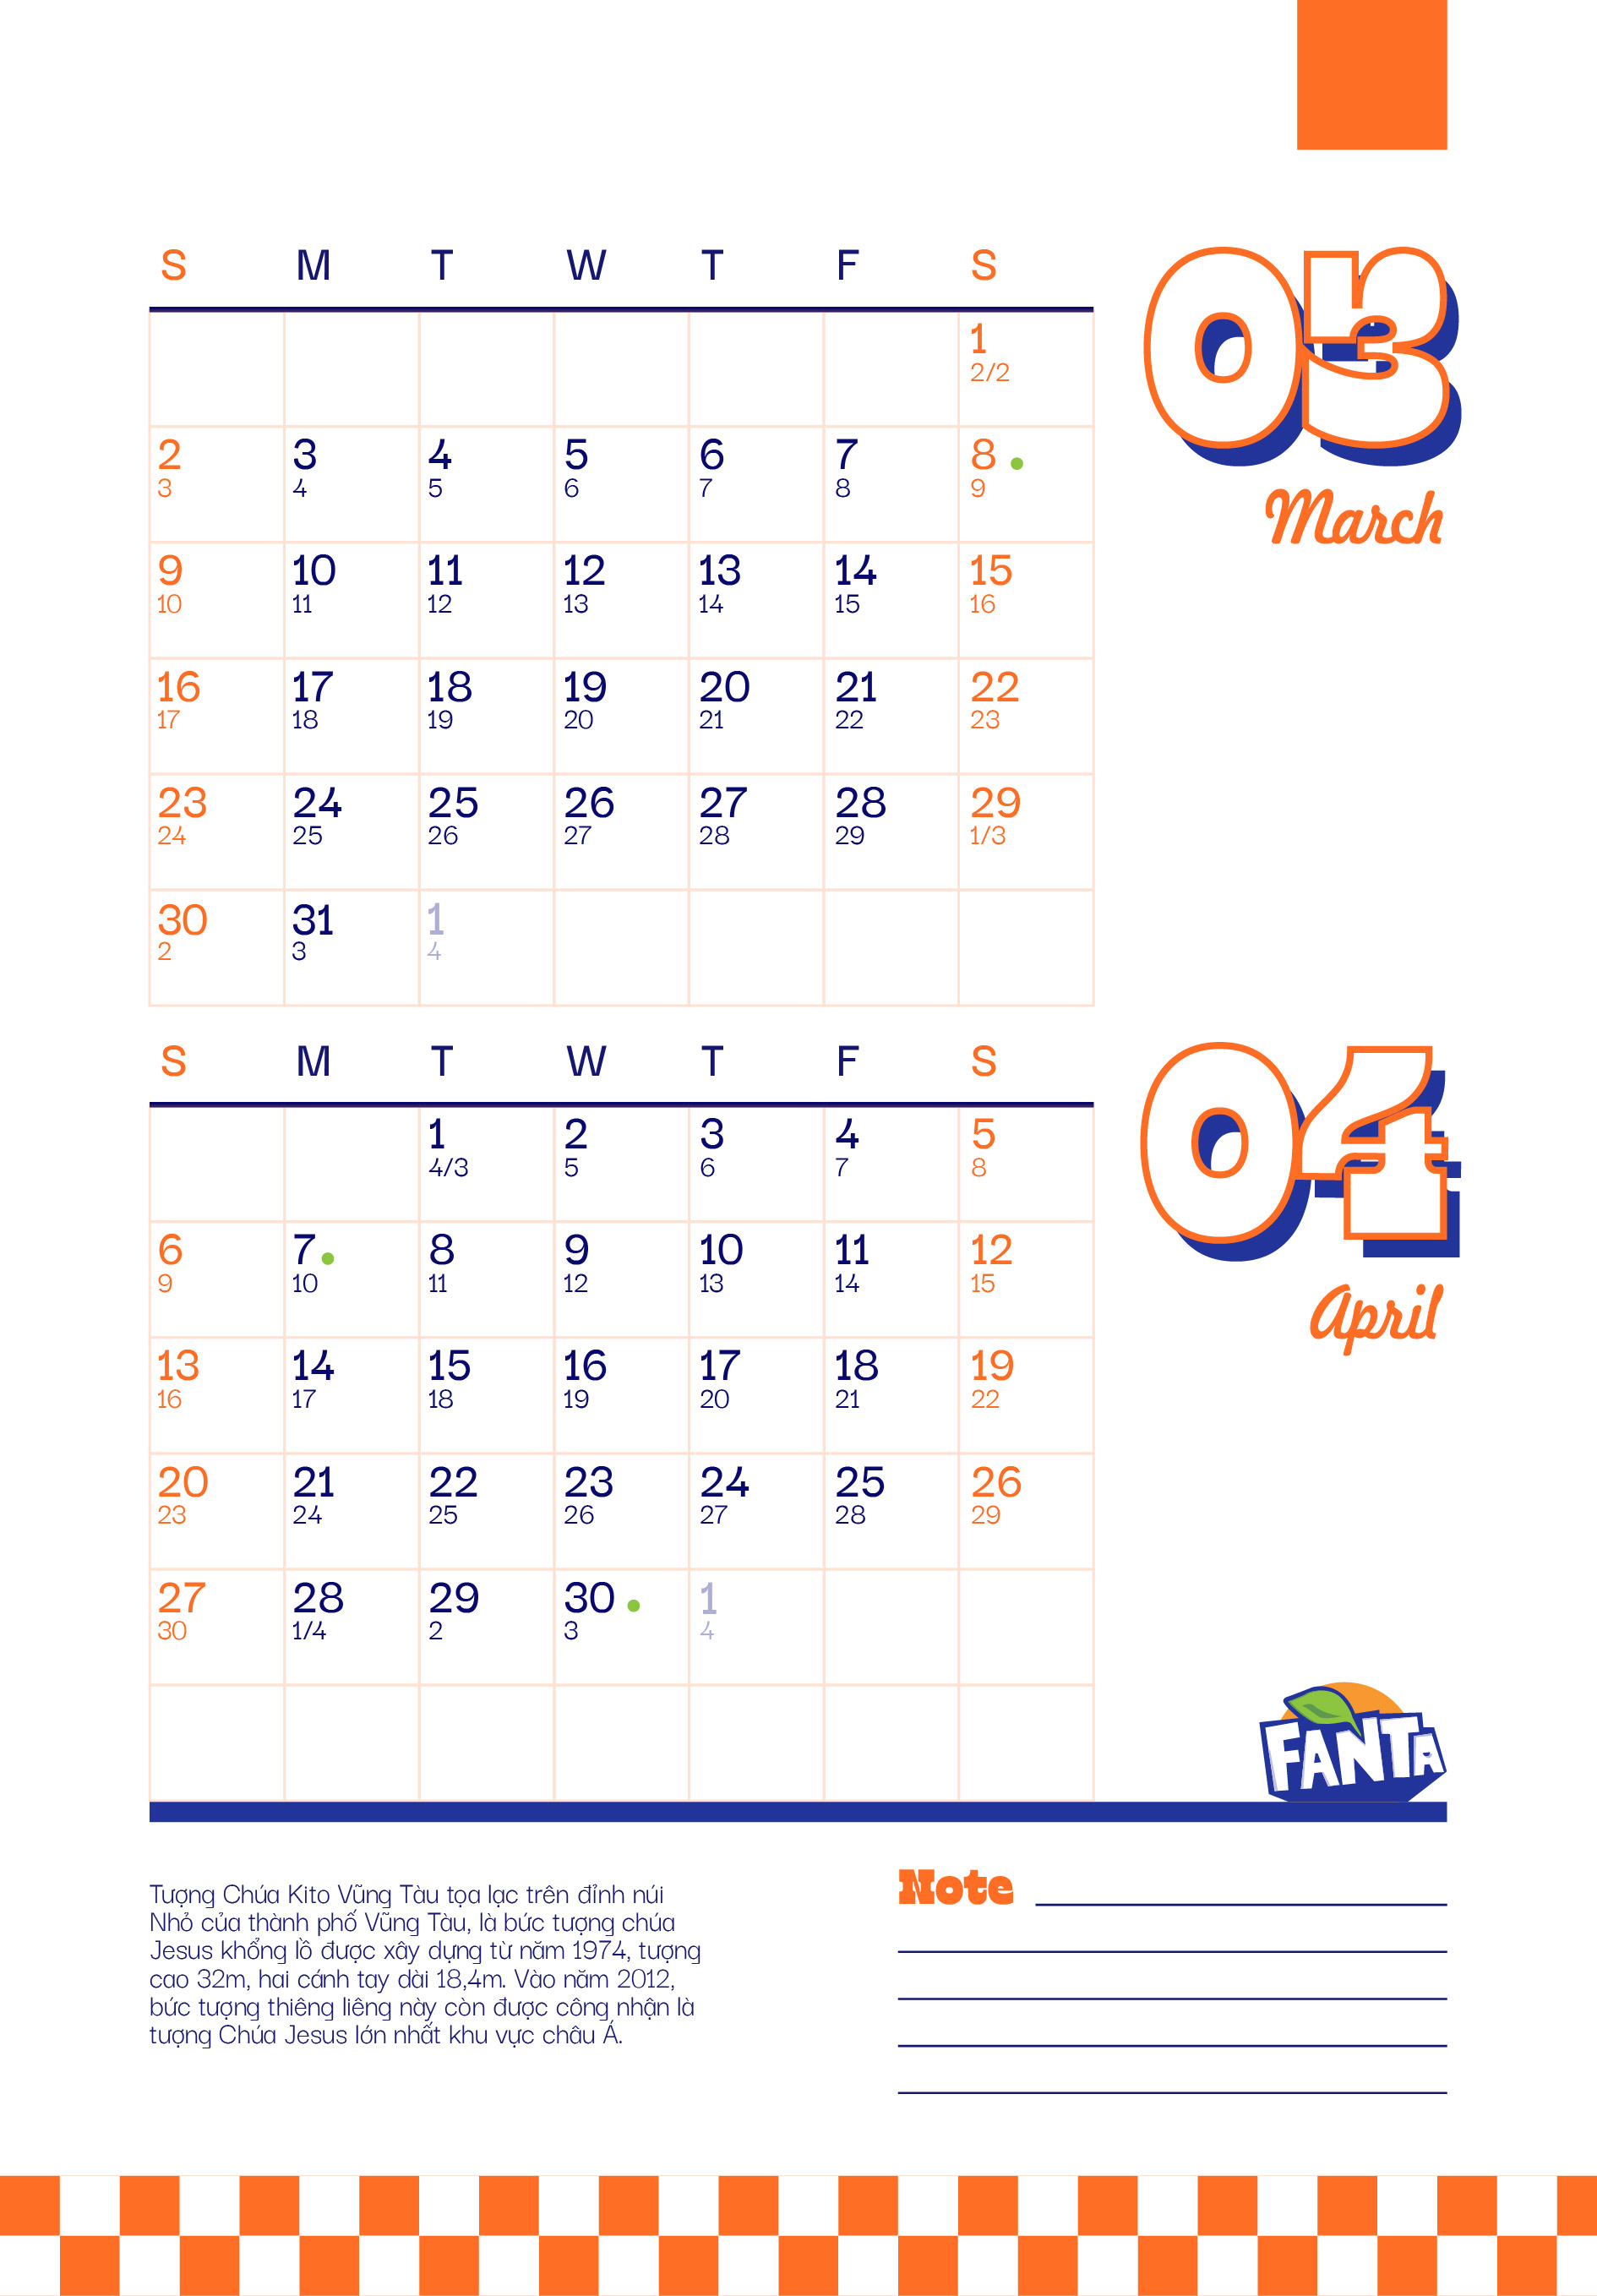 S M T W T F S
1
2/2
2 3 4 5 6 7 8
3 4 5 6 7 8 9
9 10 11 12 13 14 15
10 11 12 13 14 15 16
16 17 18 19 20 21 22
17 18 19 20 21 22 23
23 24 25 26 27 28 29
24 25 26 27 28 29 1/3
30 31 1
2 3 4
03
March
S M T W T F S
1 2 3 4 5
4/3 5 6 7 8
6 7 8 9 10 11 12
9 10 11 12 13 14 15
13 14 15 16 17 18 19
16 17 18 19 20 21 22
20 21 22 23 24 25 26
23 24 25 26 27 28 29
27 28 29 30 1
30 1/4 2 3 4
04
April
FANTA
Tượng Chúa Kito Vũng Tàu tọa lạc trên đỉnh núi
Nhỏ của thành phố Vũng Tàu, là bức tượng chúa
Jesus khổng lồ được xây dựng từ năm 1974, tượng
cao 32m, hai cánh tay dài 18,4m. Vào năm 2012,
bức tượng thiêng liêng này còn được công nhận là
tượng Chúa Jesus lớn nhất khu vực châu Á.
Note